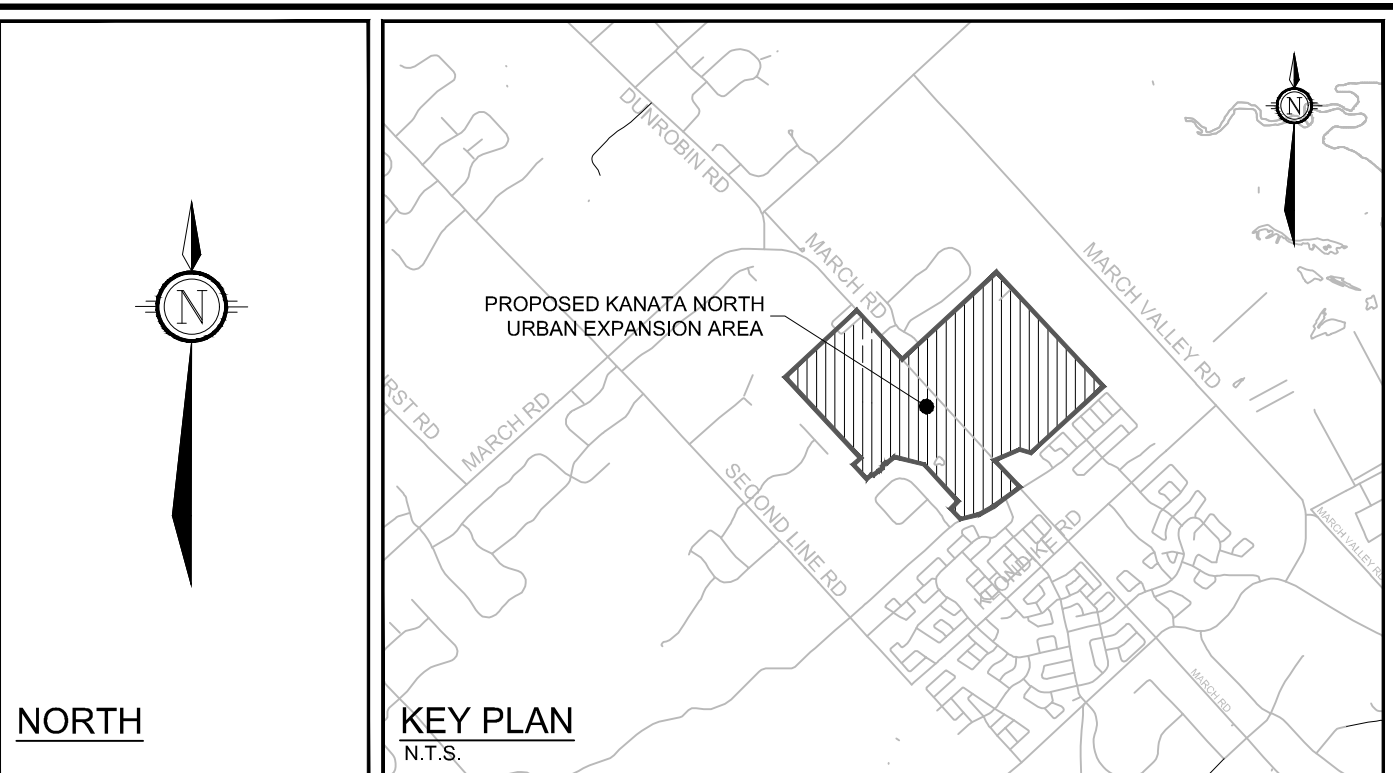 N
NORTH
N
DUNROBIN RD
MARCH RD
MARCH VALLEY RD
PROPOSED KANATA NORTH
URBAN EXPANSION AREA
MARCH RD
SECOND LINE RD
KLONDIKE RD
MARCH VALLEY
MARCH RD
KEY PLAN
N.T.S.